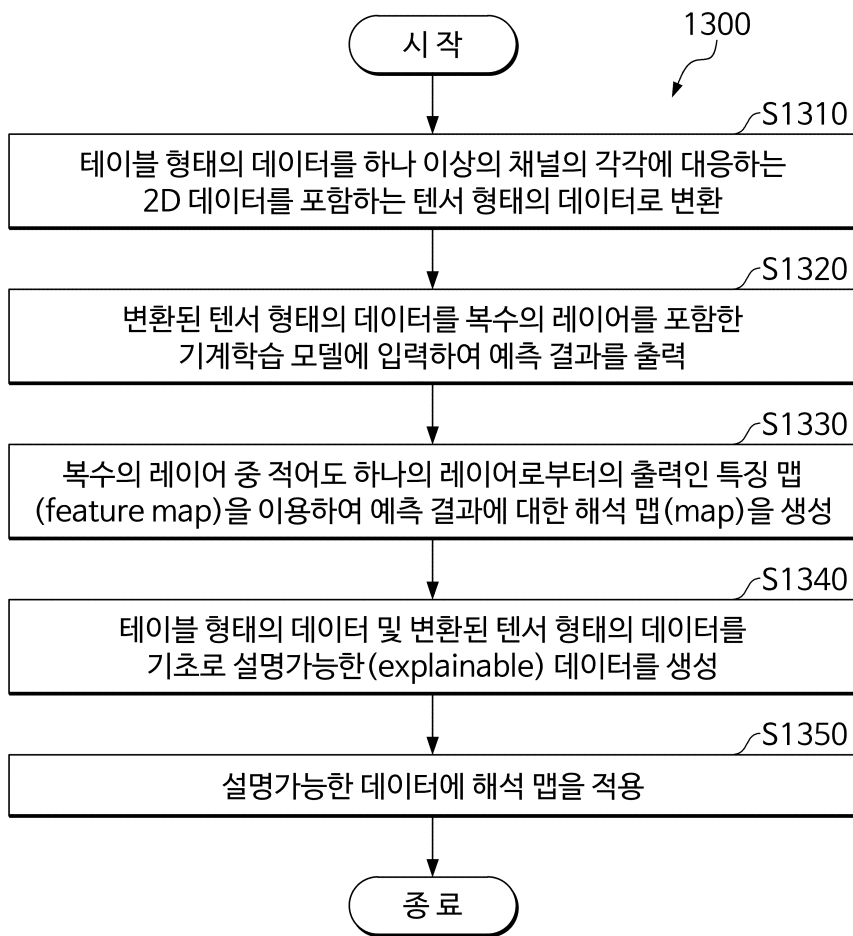 시 작
1300
S1310
테이블 형태의 데이터를 하나 이상의 채널의 각각에 대응하는
2D 데이터를 포함하는 텐서 형태의 데이터로 변환
S1320
변환된 텐서 형태의 데이터를 복수의 레이어를 포함한
기계학습 모델에 입력하여 예측 결과를 출력
S1330
복수의 레이어 중 적어도 하나의 레이어로부터의 출력인 특징 맵
(feature map)을 이용하여 예측 결과에 대한 해석 맵(map)을 생성
S1340
테이블 형태의 데이터 및 변환된 텐서 형태의 데이터를
기초로 설명가능한(explainable) 데이터를 생성
S1350
설명가능한 데이터에 해석 맵을 적용
종 료